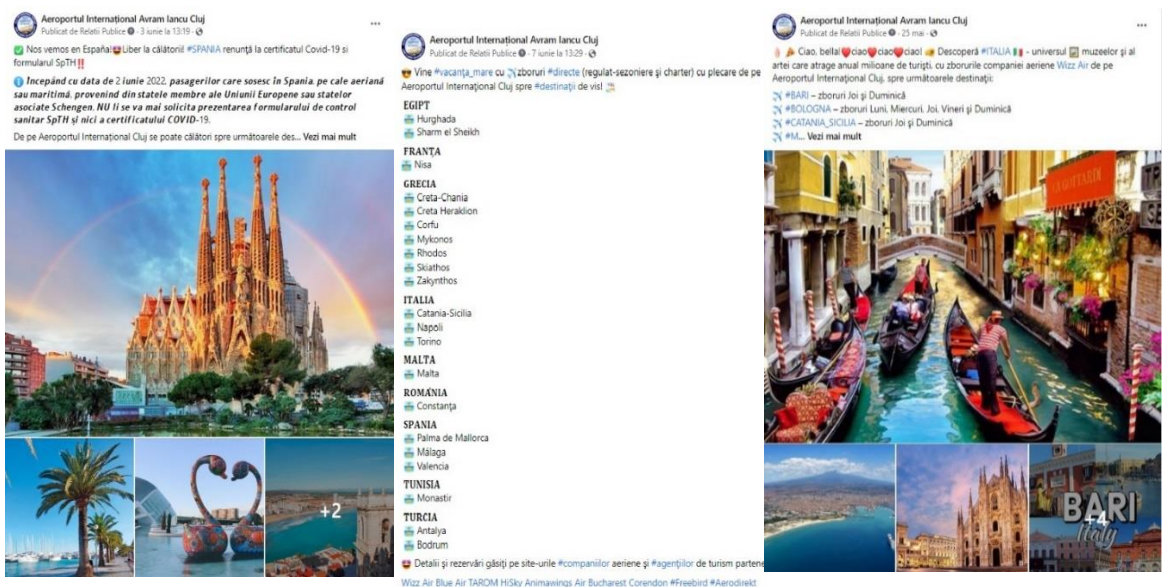 Aeroportul Internațional Avram Iancu Cluj
Publicat de Relatii Publice · 3 iunie la 13:19 ·
✅ Nos vemos en España!🤩Liber la călătorii! #SPANIA renunță la certificatul Covid-19 si
formularul SpTH‼️
Începând cu data de 2 iunie 2022, pasagerilor care sosesc în Spania, pe cale aeriană
sau maritimă, provenind din statele membre ale Uniunii Europene sau statelor
asociate Schengen, NU li se va mai solicita prezentarea formularului de control
sanitar SpTH și nici a certificatului COVID-19.
De pe Aeroportul Internațional Cluj se poate călători spre următoarele des... Vezi mai mult
+2
Aeroportul Internațional Avram Iancu Cluj
Publicat de Relatii Publice · 7 iunie la 13:29 ·
😎 Vine #vacanța_mare cu ✈️zboruri #directe (regulat-sezoniere și charter) cu plecare de pe
Aeroportul Internațional Cluj spre #destinații de vis! 🏖️
EGIPT
Hurghada
Sharm el Sheikh
FRANȚA
Nisa
GRECIA
Creta-Chania
Creta Heraklion
Corfu
Mykonos
Rhodos
Skiathos
Zakynthos
ITALIA
Catania-Sicilia
Napoli
Torino
MALTA
Malta
ROMÂNIA
Constanța
SPANIA
Palma de Mallorca
Málaga
Valencia
TUNISIA
Monastir
TURCIA
Antalya
Bodrum
🤩 Detalii și rezervări găsiți pe site-urile #companiilor aeriene și #agențiilor de turism partene
Wizz Air Blue Air TAROM HiSky Animawings Air Bucharest Corendon #Freebird #Aerodirekt
Aeroportul Internațional Avram Iancu Cluj
Publicat de Relatii Publice · 25 mai ·
Ciao, bella!❤️ciao❤️ciao❤️ciao! Descoperă #ITALIA 🇮🇹 - universul muzeelor și al
artei care atrage anual milioane de turiști, cu zborurile companiei aeriene Wizz Air de pe
Aeroportul Internațional Cluj, spre următoarele destinații:
✈️ #BARI – zboruri Joi și Duminică
✈️ #BOLOGNA – zboruri Luni, Miercuri, Joi, Vineri și Duminică
✈️ #CATANIA_SICILIA – zboruri Joi și Duminică
✈️ #M... Vezi mai mult
BARI
+4
Italy